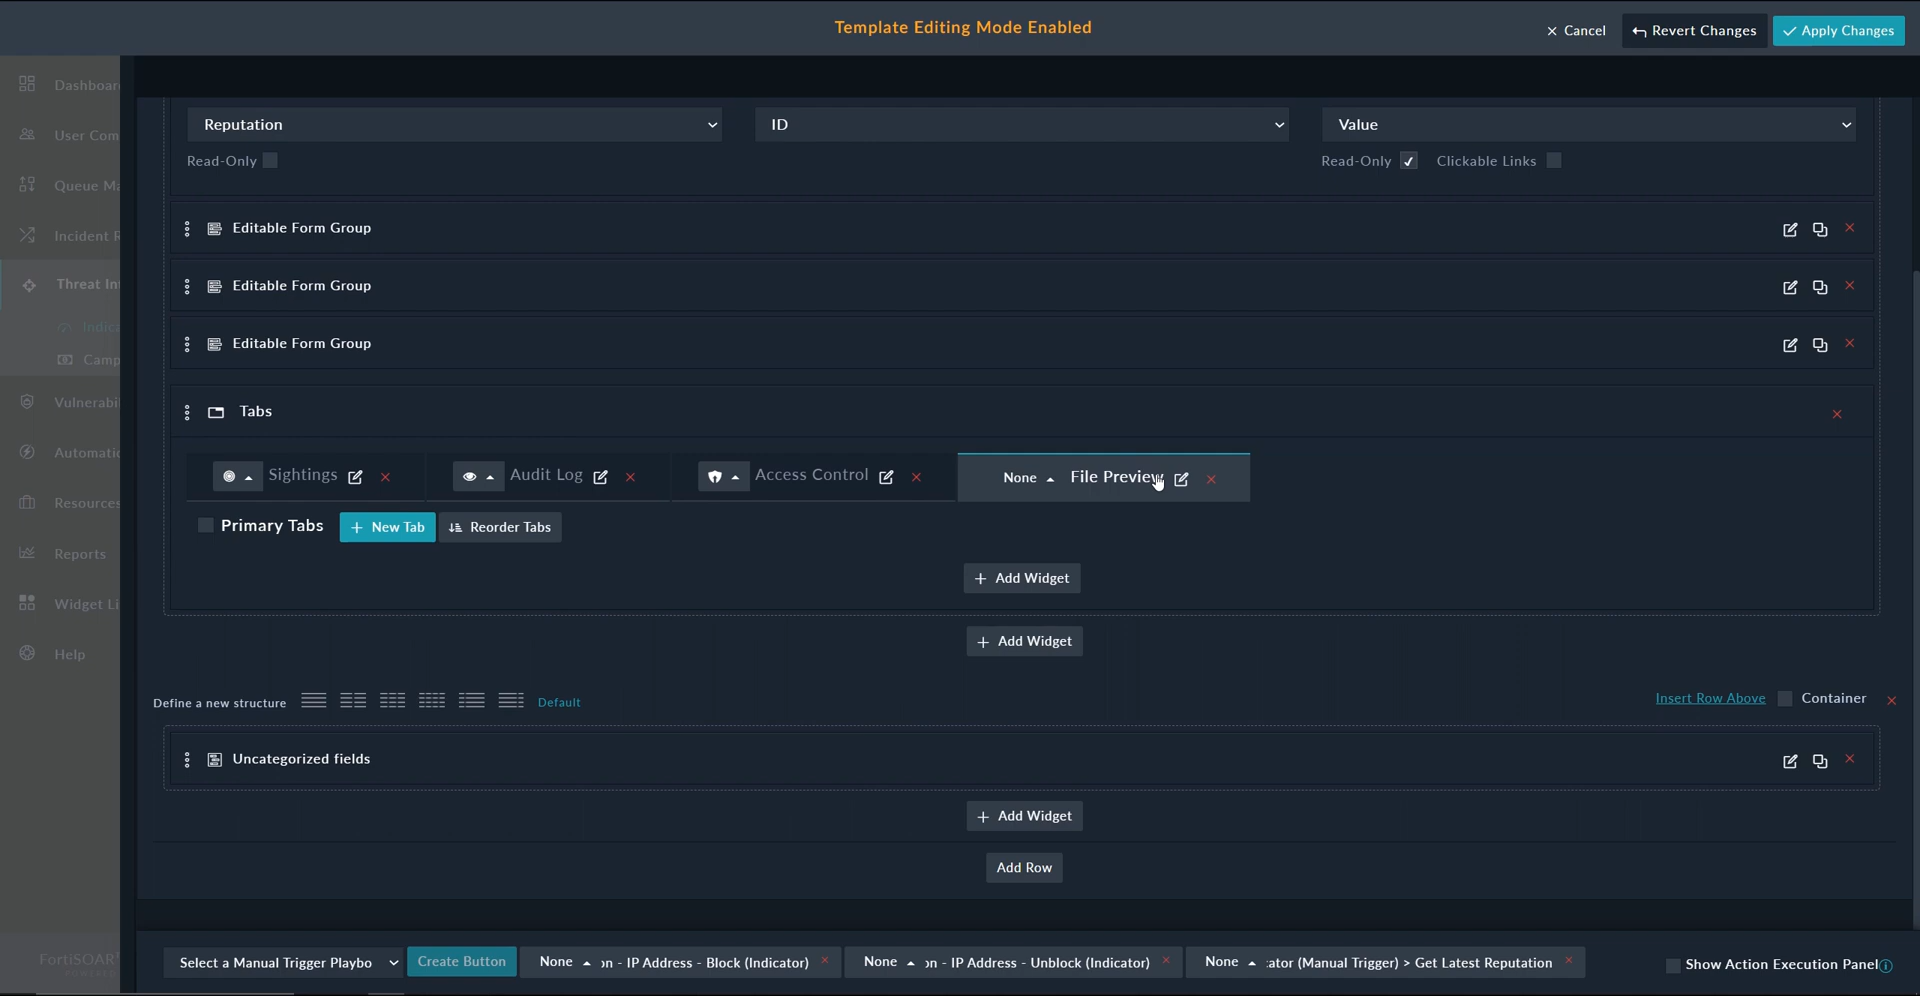 Template Editing Mode Enabled
Cancel
Revert Changes
Apply Changes
Dashboar
User Com
Queue Ma
Incident R
Threat Int
Indica
Camp
Vulnerabil
Automatic
Resources
Reports
Widget Li
Help
FortiSOAR
Reputation
ID
Value
Read-Only
Read-Only
Clickable Links
Editable Form Group
Editable Form Group
Editable Form Group
Tabs
Sightings
Audit Log
Access Control
None
File Preview
Primary Tabs
New Tab
Reorder Tabs
Add Widget
Add Widget
Define a new structure
Default
Insert Row Above
Container
Uncategorized fields
Add Widget
Add Row
Select a Manual Trigger Playbo
Create Button
None
on - IP Address - Block (Indicator)
None
on - IP Address - Unblock (Indicator)
None
ator (Manual Trigger) > Get Latest Reputation
Show Action Execution Panel